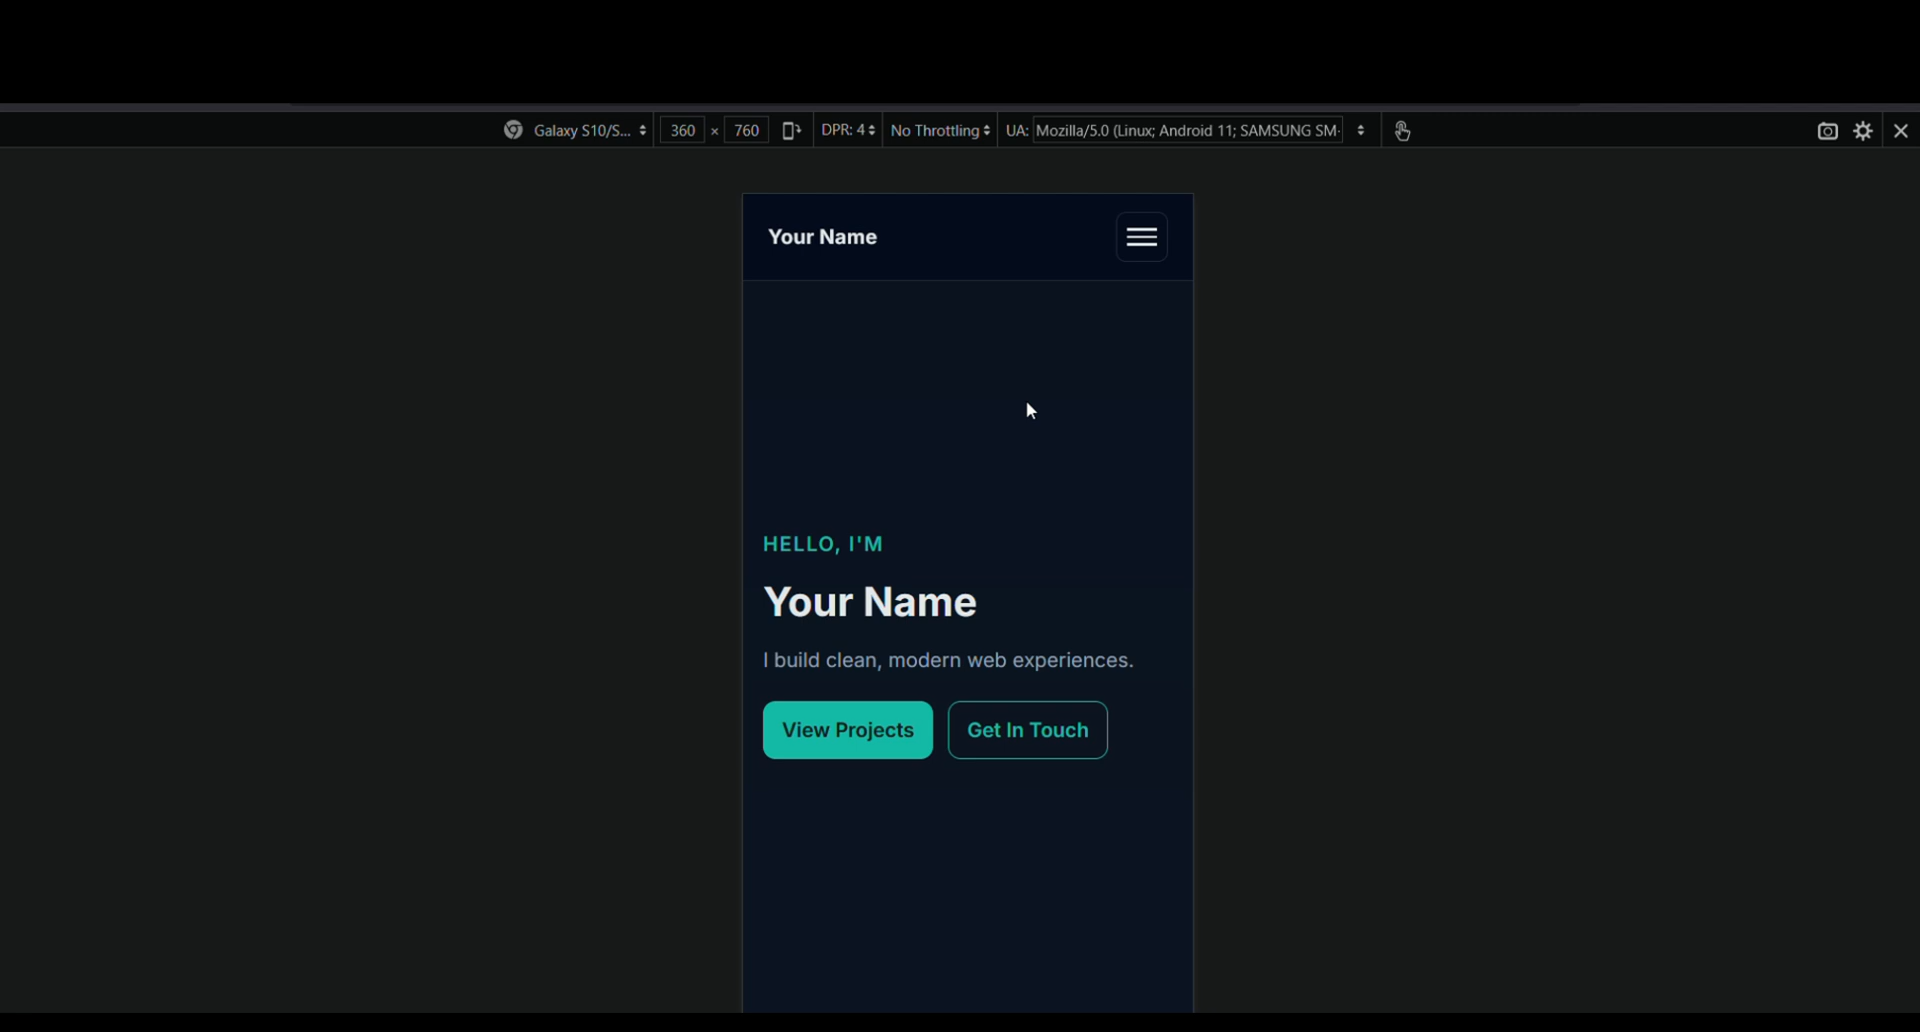 Galaxy S10/S... 360 × 760 DPR: 4 No Throttling UA: Mozilla/5.0 (Linux; Android 11; SAMSUNG SM-
Your Name
HELLO, I'M
Your Name
I build clean, modern web experiences.
View Projects Get In Touch